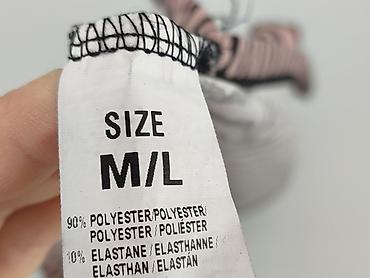 SIZE
M/L
90% POLYESTER/POLYESTER/
POLYESTER / POLIÉSTER
10% ELASTANE / ELASTHANNE /
ELASTHAN / ELASTÁN